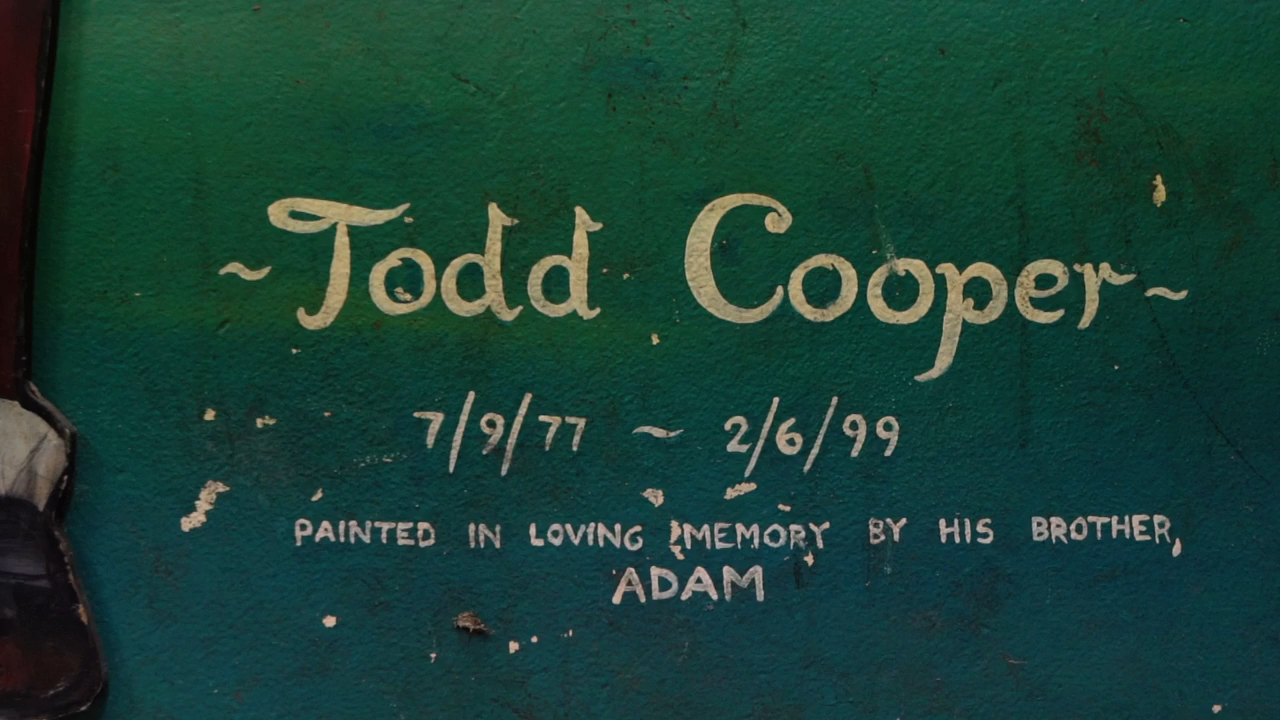 ~Todd Cooper~
7/9/77 ~ 2/6/99
PAINTED IN LOVING MEMORY BY HIS BROTHER,
ADAM